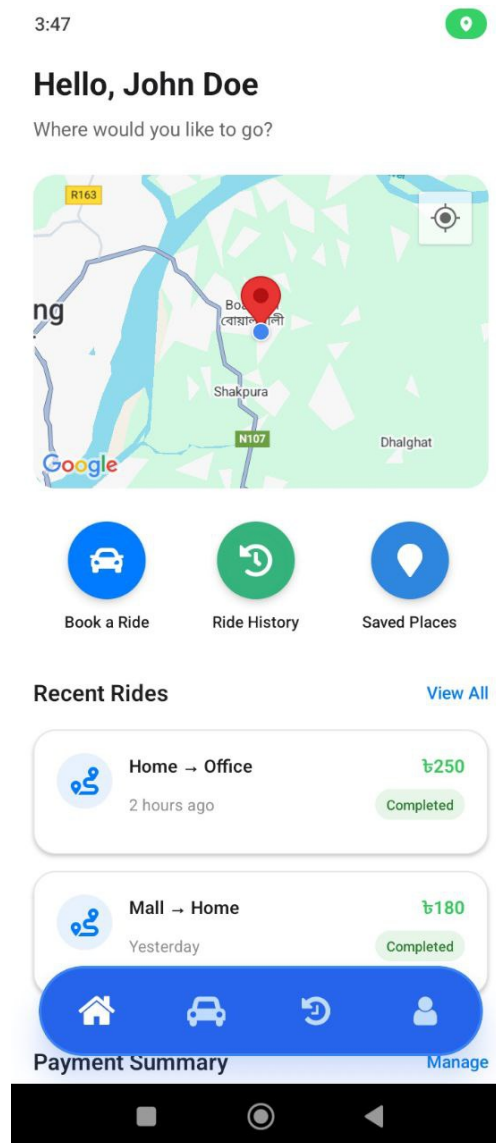 3:47
Hello, John Doe
Where would you like to go?
R163
ng
Shakpura
N107
Dhalghat
Google
Book a Ride
Ride History
Saved Places
Recent Rides
View All
Home → Office
৳250
2 hours ago
Completed
Mall → Home
৳180
Yesterday
Completed
Payment Summary
Manage